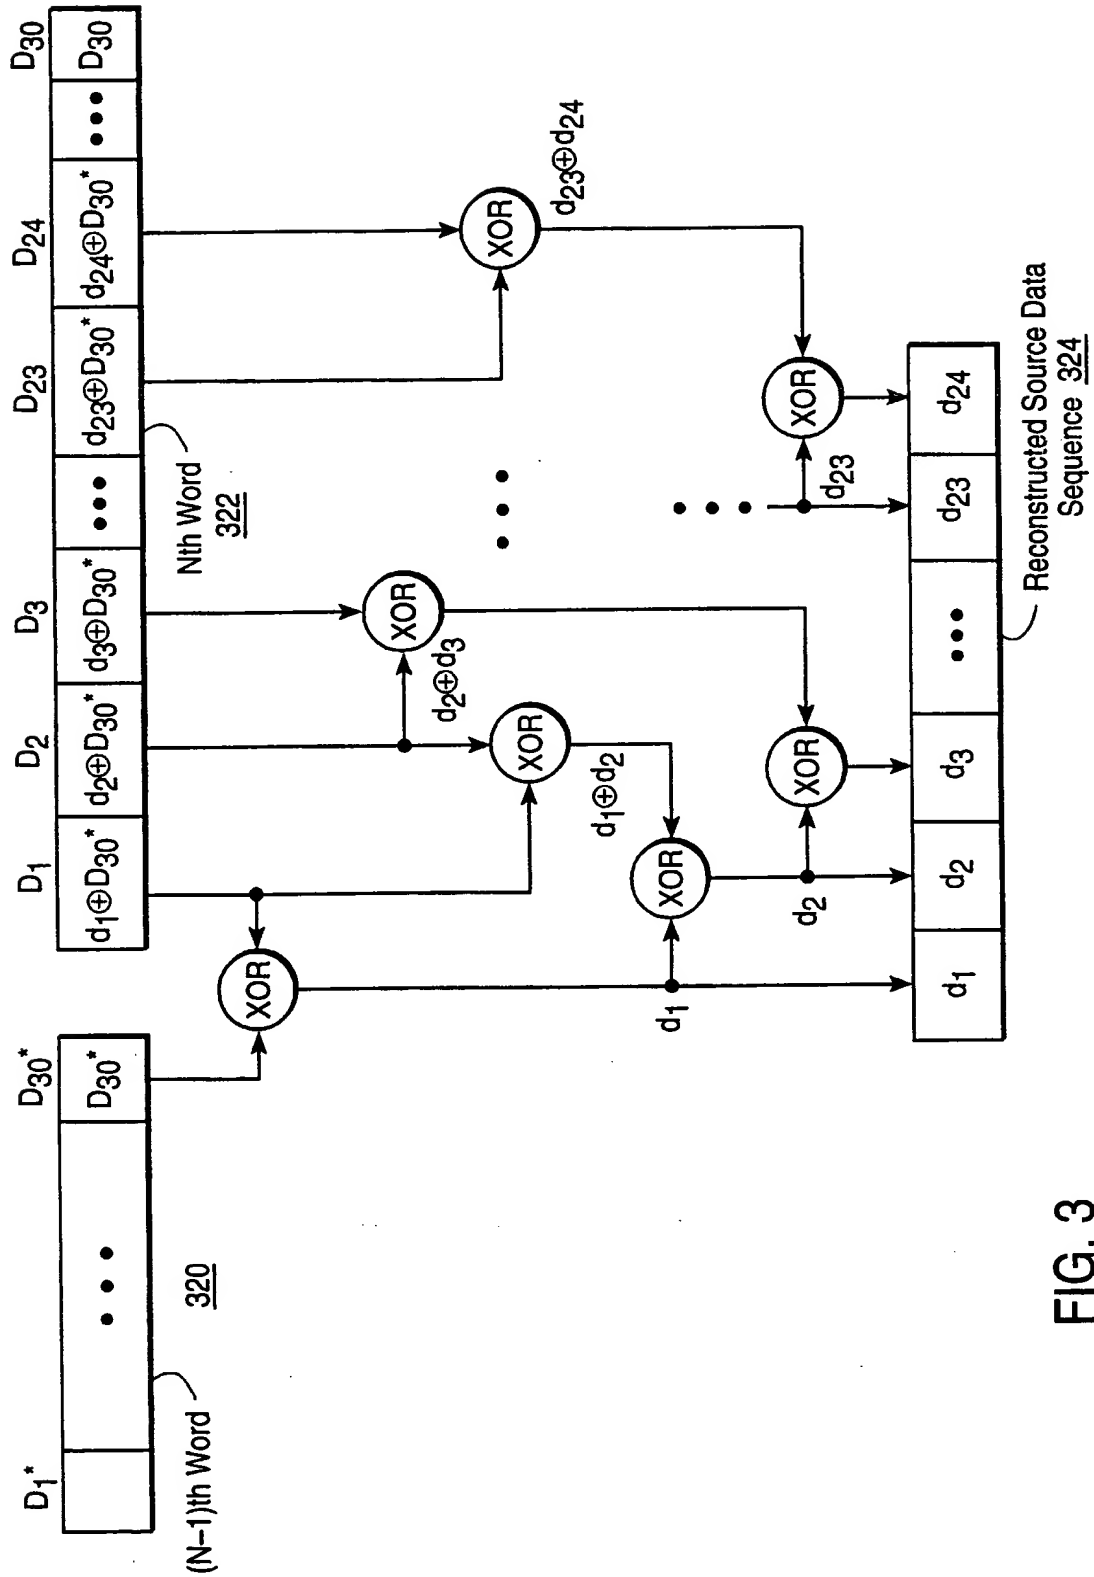 D1* D30* D1 D2 D3 D23 D24 D30
D30* d1⊕D30* d2⊕D30* d3⊕D30* ••• d23⊕D30* d24⊕D30* ••• D30
•••
(N–1)th Word 320
Nth Word
322
XOR
XOR
d2⊕d3
XOR
d1⊕d2
XOR
d23⊕d24
•••
d1
XOR
d2
XOR
•••
d23
XOR
d1 d2 d3 ••• d23 d24
Reconstructed Source Data
Sequence 324
FIG. 3